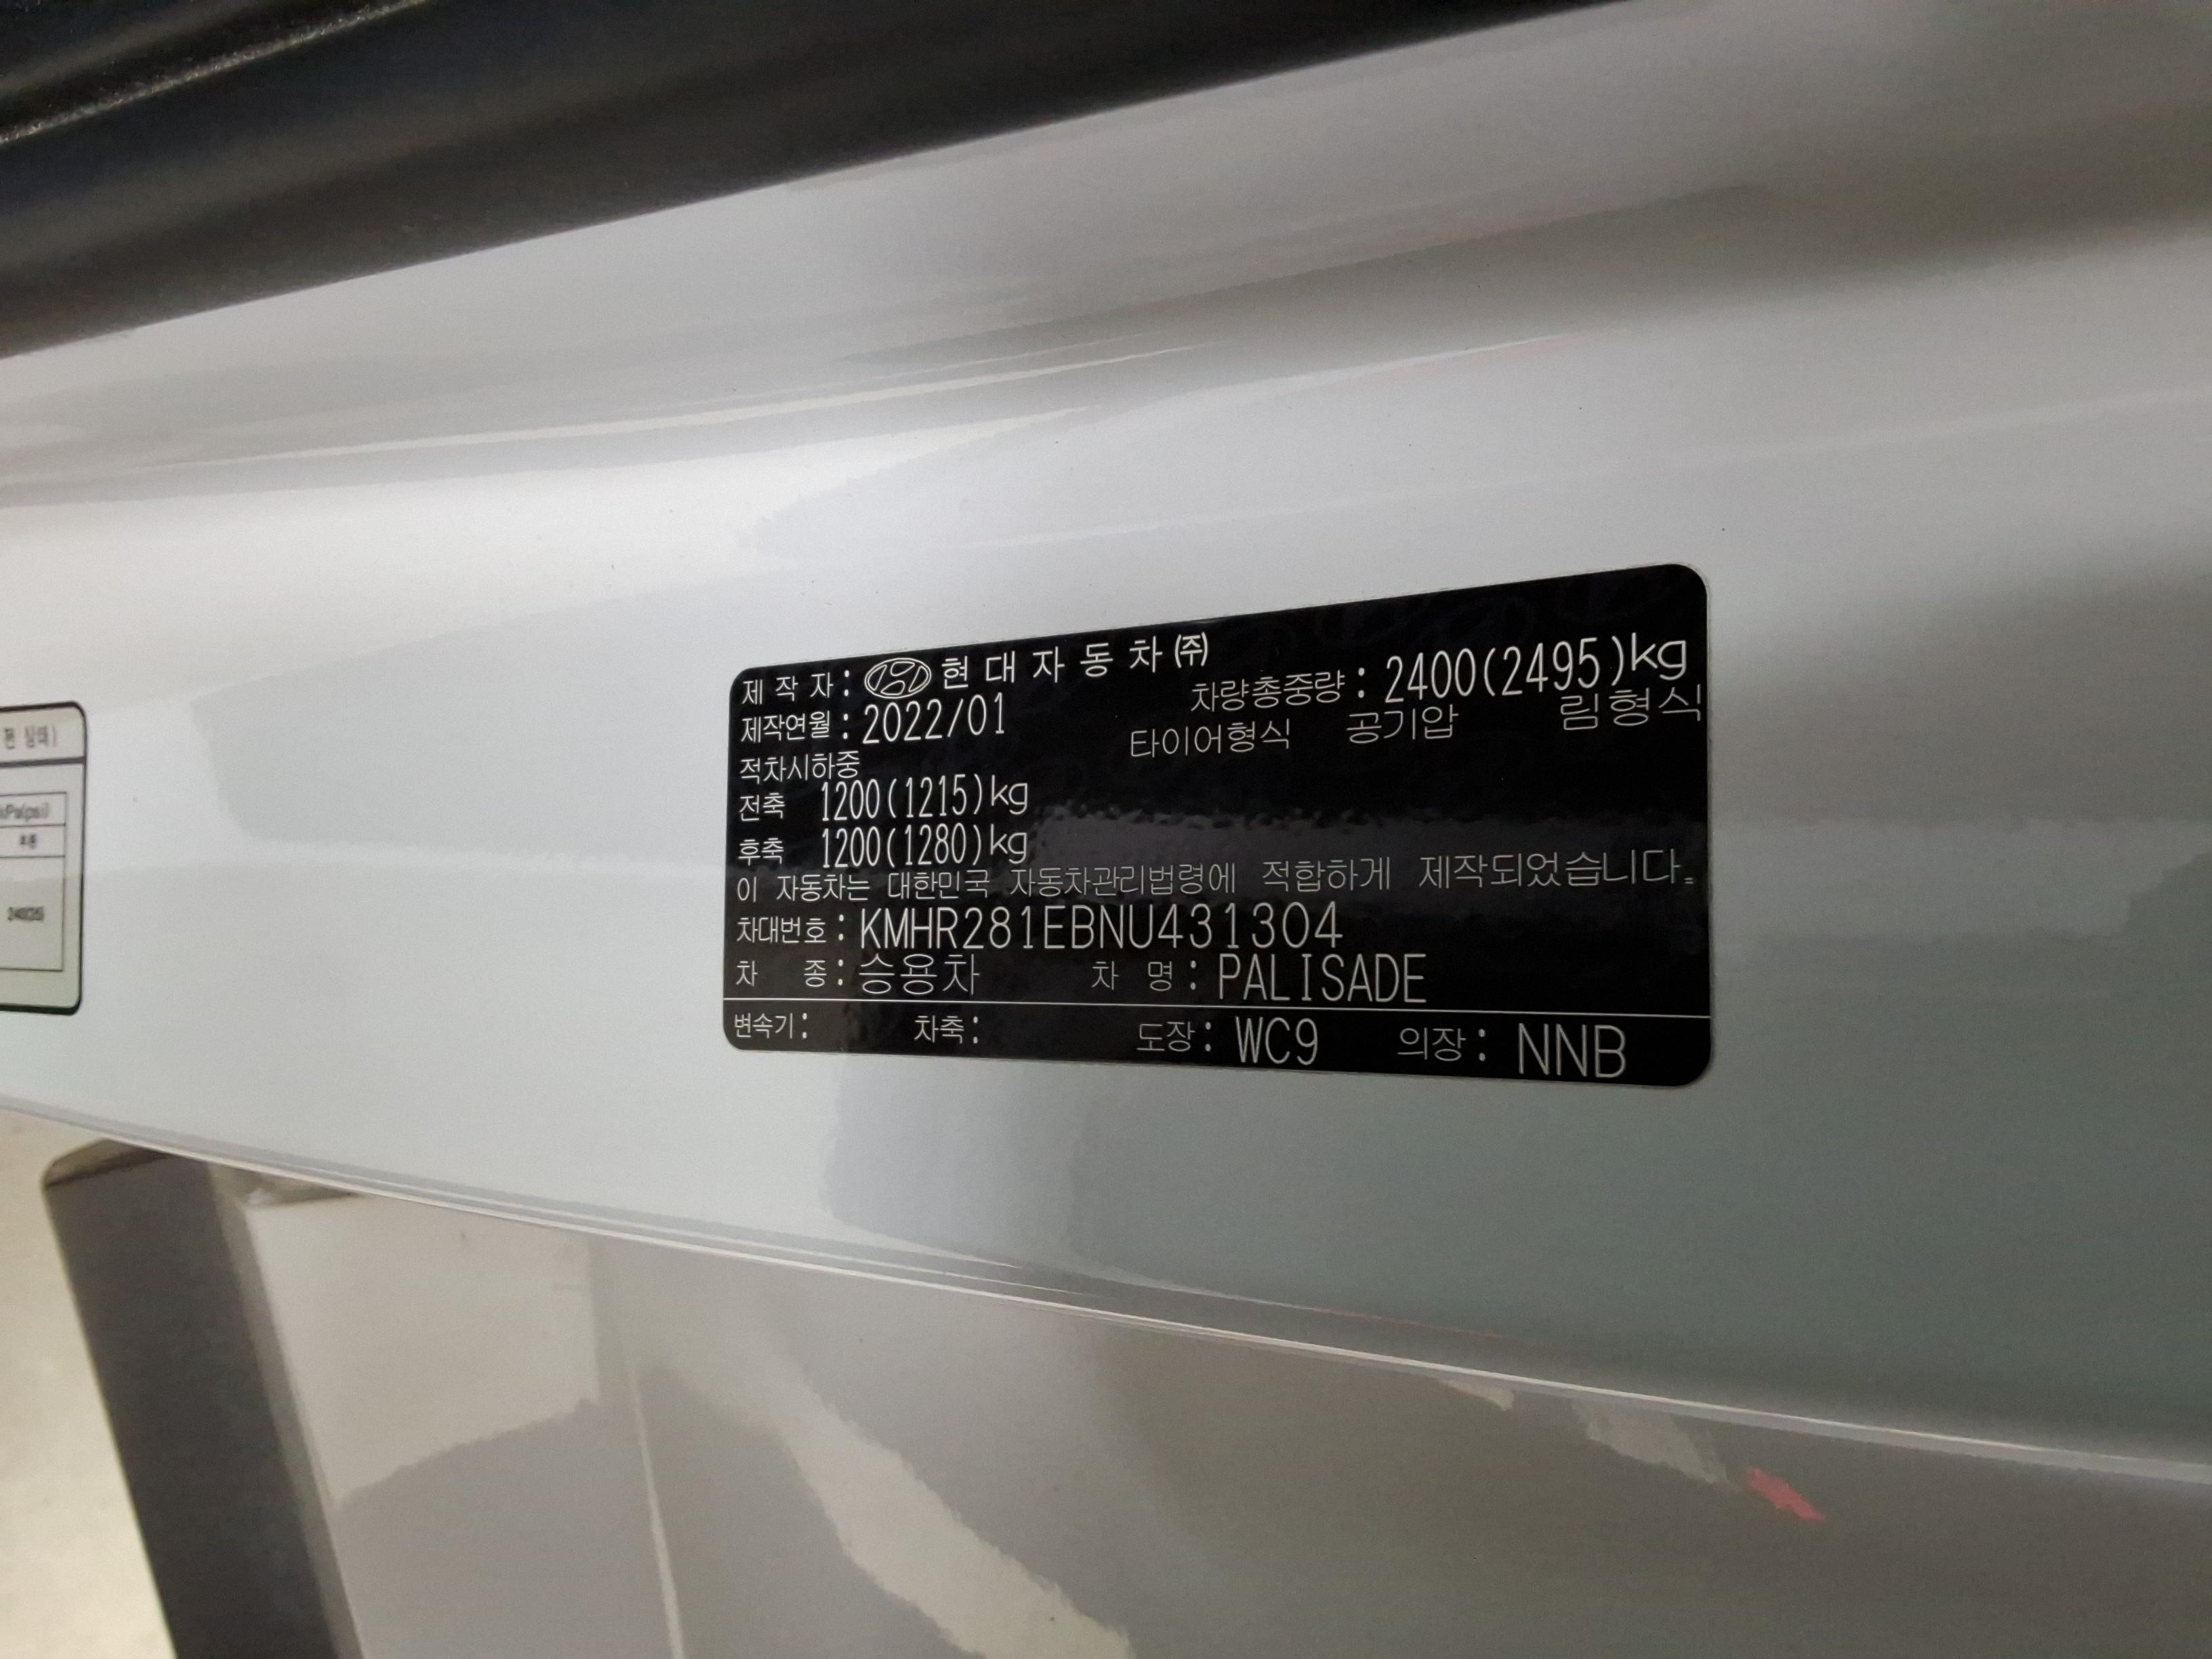 제 작 자 : 현 대 자 동 차 ㈜
차량총중량 : 2400(2495)kg
제작연월 : 2022/01
타이어형식 공기압 림형식
적차시하중
전축 1200(1215)kg
후축 1200(1280)kg
이 자동차는 대한민국 자동차관리법령에 적합하게 제작되었습니다.
차대번호 : KMHR281EBNU431304
차 종 : 승용차 차 명 : PALISADE
변속기 : 차축 : 도장 : WC9 의장 : NNB
kPa(psi)